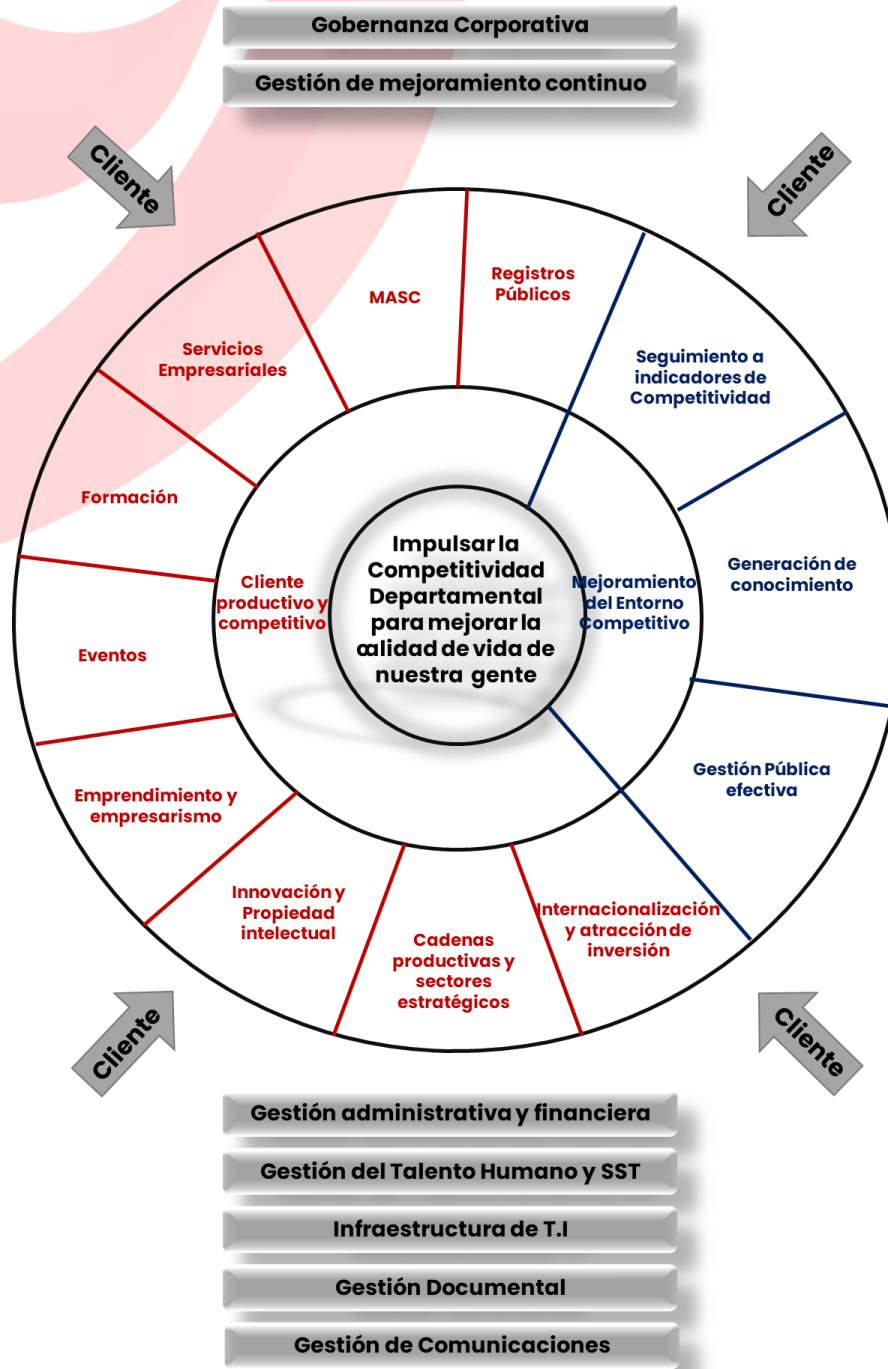 Gobernanza Corporativa
Gestión de mejoramiento continuo
Cliente
Cliente
MASC
Registros
Públicos
Servicios
Empresariales
Seguimiento a
indicadores de
Competitividad
Formación
Generación de
conocimiento
Impulsar la
Competitividad
Departamental
para mejorar la
calidad de vida de
nuestra gente
Cliente
productivo y
competitivo
Mejoramiento
del Entorno
Competitivo
Eventos
Gestión Pública
efectiva
Emprendimiento y
empresarismo
Innovación y
Propiedad
intelectual
Cadenas
productivas y
sectores
estratégicos
Internacionalización
y atracción de
inversión
Cliente
Cliente
Gestión administrativa y financiera
Gestión del Talento Humano y SST
Infraestructura de T.I
Gestión Documental
Gestión de Comunicaciones